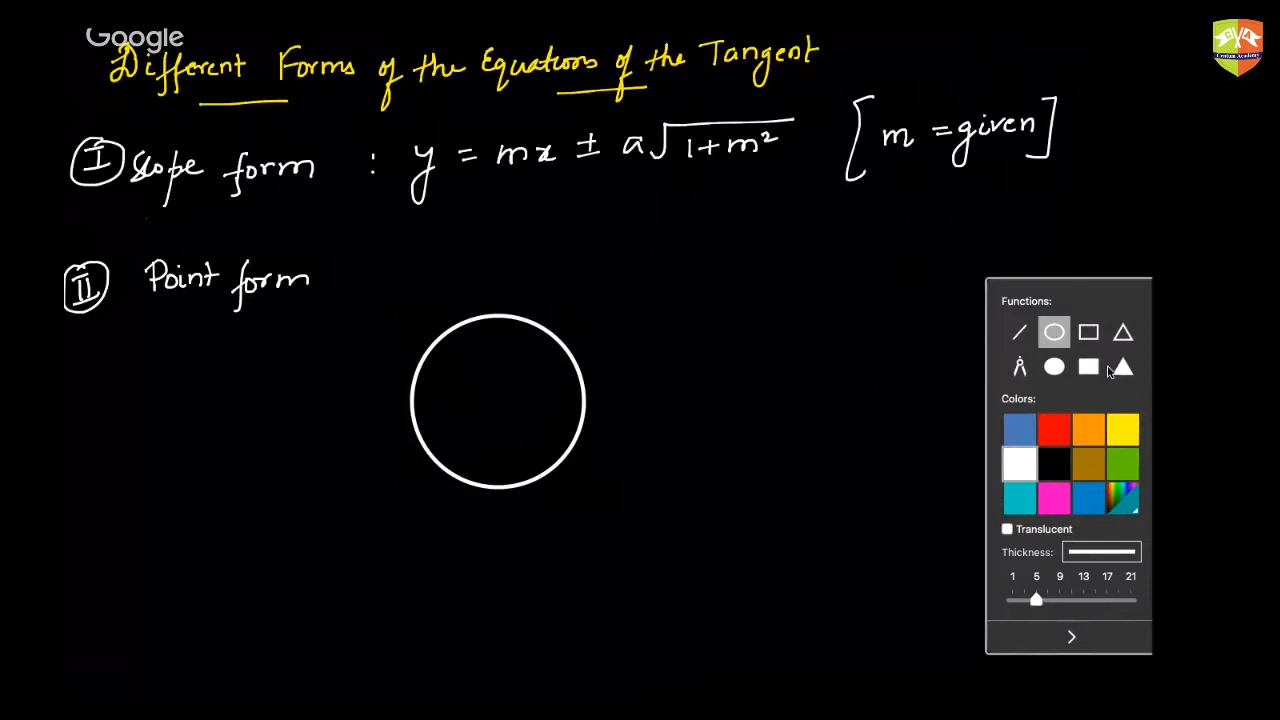 Google
Different Forms of the Equations of the Tangent
I Slope form : y = mx ± a√1+m² [m = given]
II Point form
Functions:
Colors:
Translucent
Thickness:
1 5 9 13 17 21